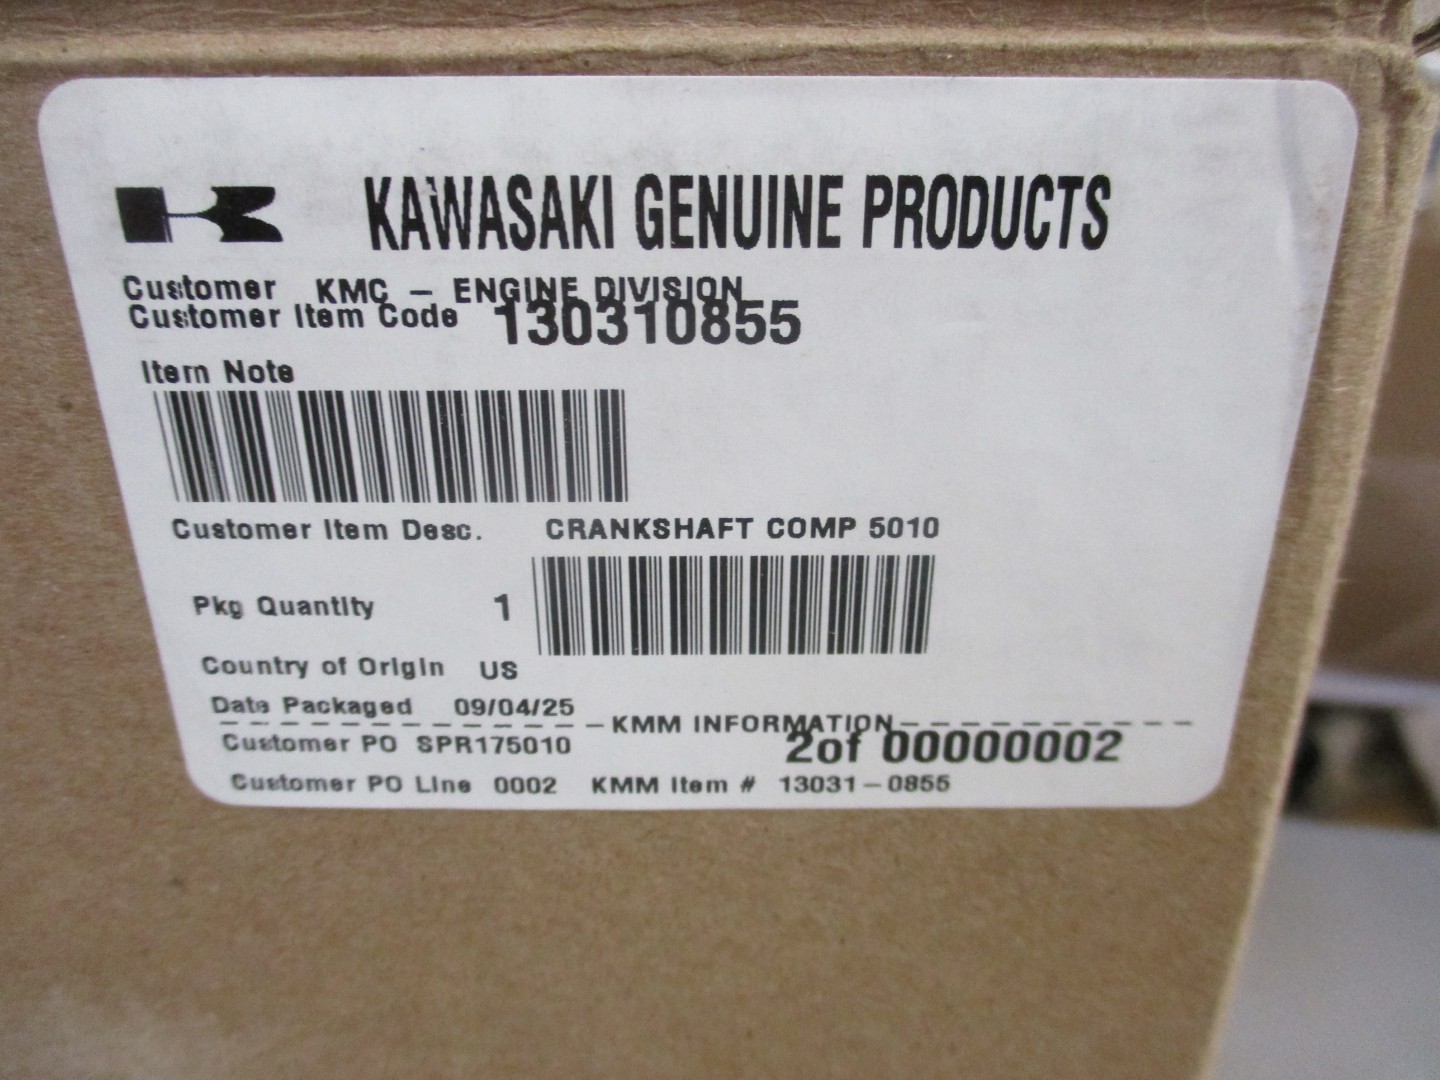 KAWASAKI GENUINE PRODUCTS
Customer KMC - ENGINE DIVISION
Customer Item Code 130310855
Item Note
Customer Item Desc. CRANKSHAFT COMP 5010
Pkg Quantity 1
Country of Origin US
Date Packaged 09/04/25
KMM INFORMATION
Customer PO SPR175010 2of 00000002
Customer PO Line 0002 KMM Item # 13031-0855